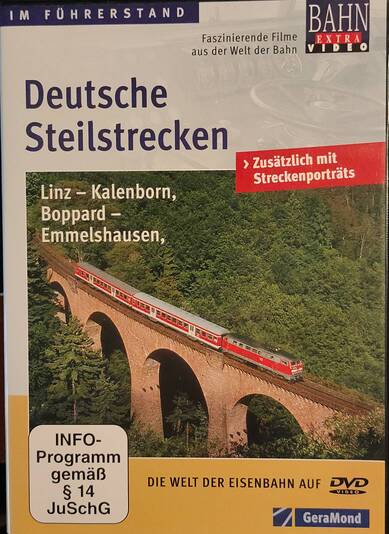 IM FÜHRERSTAND
Faszinierende Filme
aus der Welt der Bahn
BAHN
EXTRA
VIDEO
Deutsche
Steilstrecken
› Zusätzlich mit
Streckenporträts
Linz – Kalenborn,
Boppard –
Emmelshausen,
INFO-
Programm
gemäß
§ 14
JuSchG
DIE WELT DER EISENBAHN AUF DVD
VIDEO
GeraMond